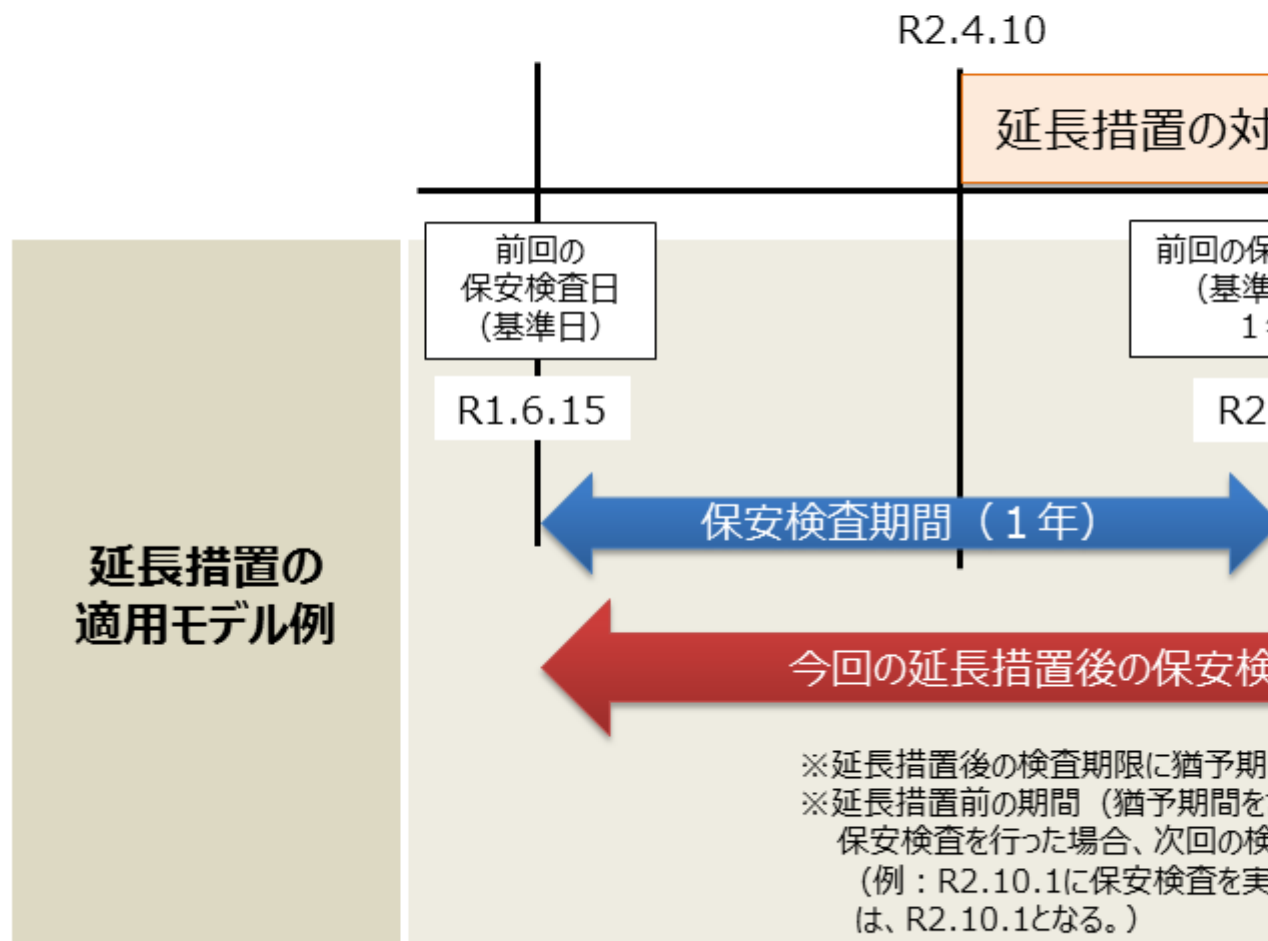 R2.4.10
延長措置の対
前回の
保安検査日
（基準日）
前回の保
（基準
1
R1.6.15
R2
保安検査期間（１年）
延長措置の
適用モデル例
今回の延長措置後の保安検
※延長措置後の検査期限に猶予期
※延長措置前の期間（猶予期間を
保安検査を行った場合、次回の検
（例：R2.10.1に保安検査を実
は、R2.10.1となる。）